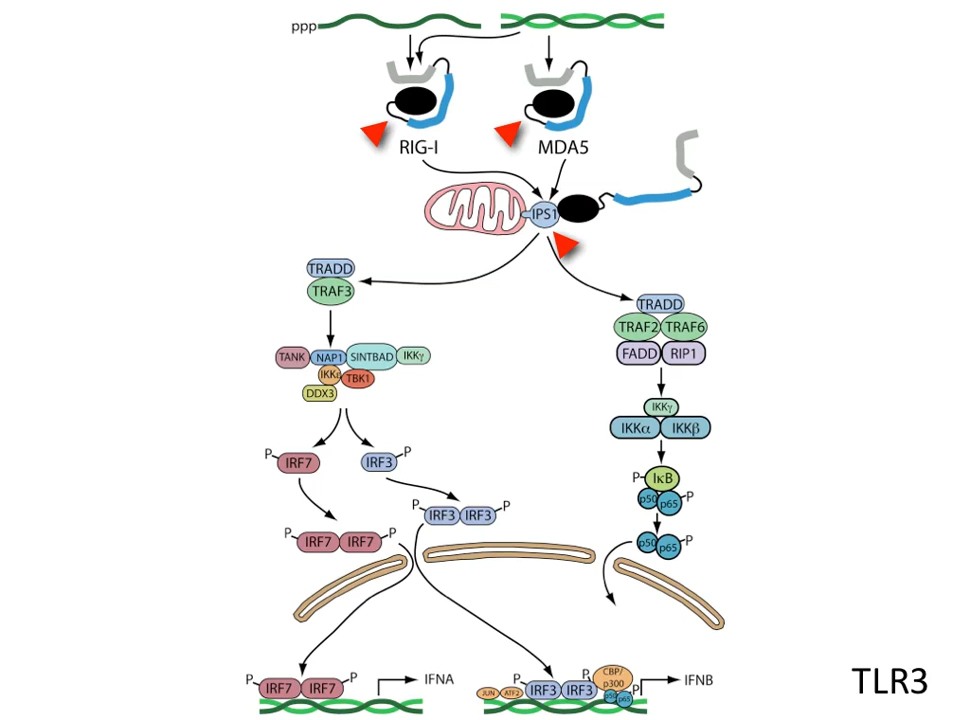 ppp
RIG-I
MDA5
IPS1
TRADD
TRAF3
TRADD
TRAF2 TRAF6
FADD RIP1
TANK NAP1 SINTBAD IKKγ
IKKε TBK1
DDX3
IKKγ
IKKα IKKβ
P IRF7
IRF3 P
P IκB
p50 p65 P
P IRF3 IRF3 P
P IRF7 IRF7 P
p50 p65 P
P IRF7 IRF7 P
IFNA
JUN ATF2
P IRF3 IRF3 P
CBP/
p300
p50 p65 P
IFNB
TLR3